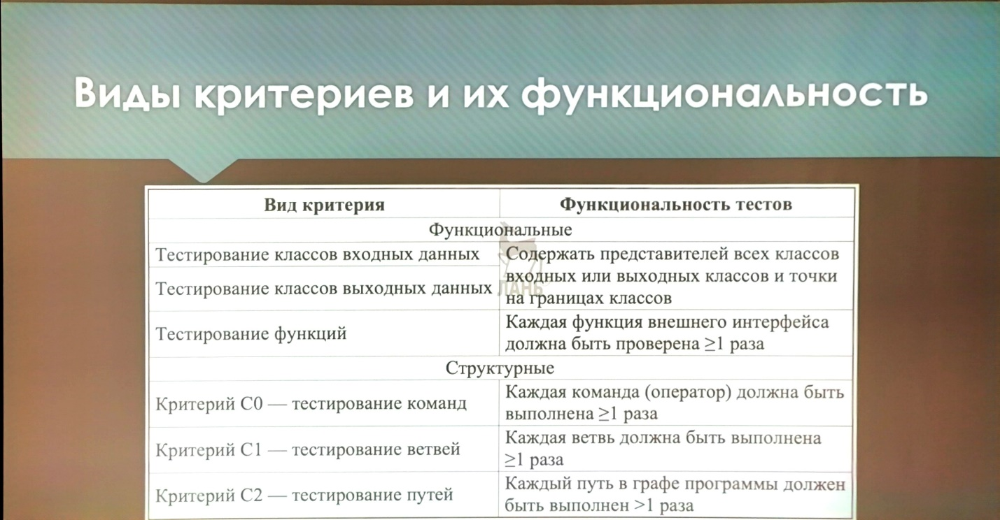 Виды критериев и их функциональность
Вид критерия
Функциональность тестов
Функциональные
Тестирование классов входных данных
Содержать представителей всех классов
входных или выходных классов и точки
на границах классов
Тестирование классов выходных данных
ЛАНЬ
Тестирование функций
Каждая функция внешнего интерфейса
должна быть проверена ≥1 раза
Структурные
Критерий С0 — тестирование команд
Каждая команда (оператор) должна быть
выполнена ≥1 раза
Критерий С1 — тестирование ветвей
Каждая ветвь должна быть выполнена
≥1 раза
Критерий С2 — тестирование путей
Каждый путь в графе программы должен
быть выполнен >1 раза